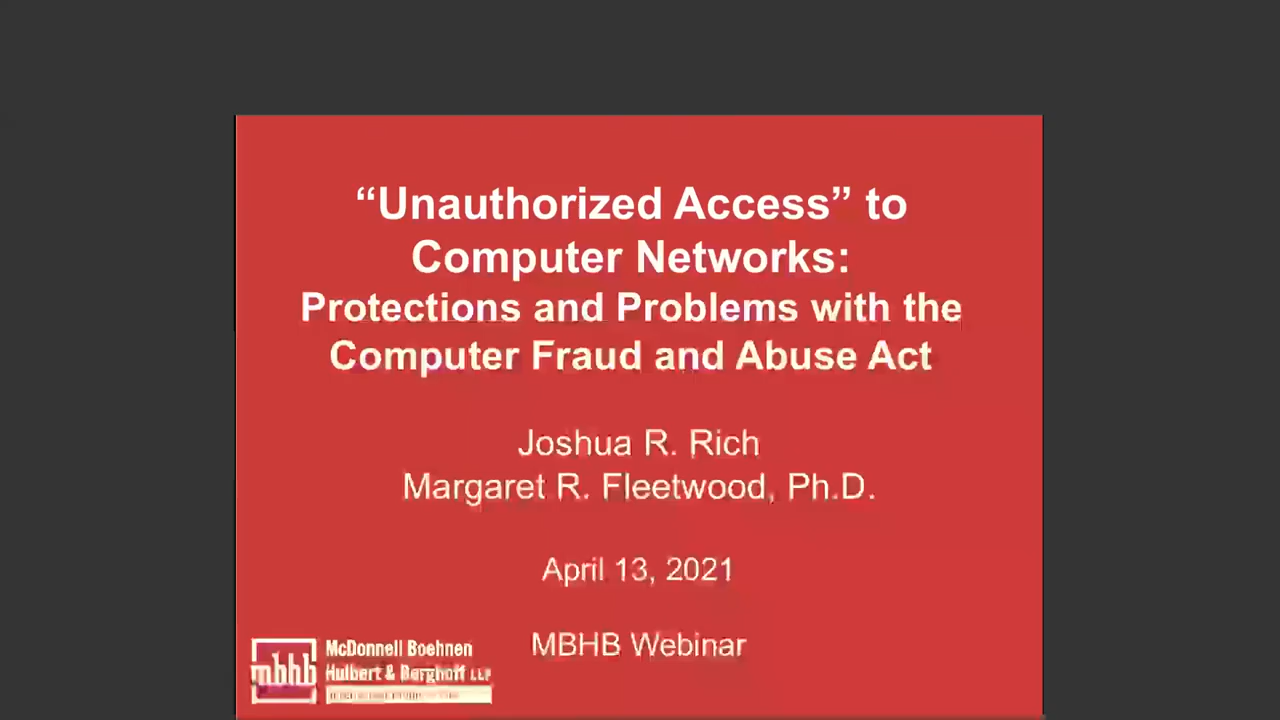 “Unauthorized Access” to
Computer Networks:
Protections and Problems with the
Computer Fraud and Abuse Act
Joshua R. Rich
Margaret R. Fleetwood, Ph.D.
April 13, 2021
MBHB Webinar
mbhb
McDonnell Boehnen
Hulbert & Berghoff LLP